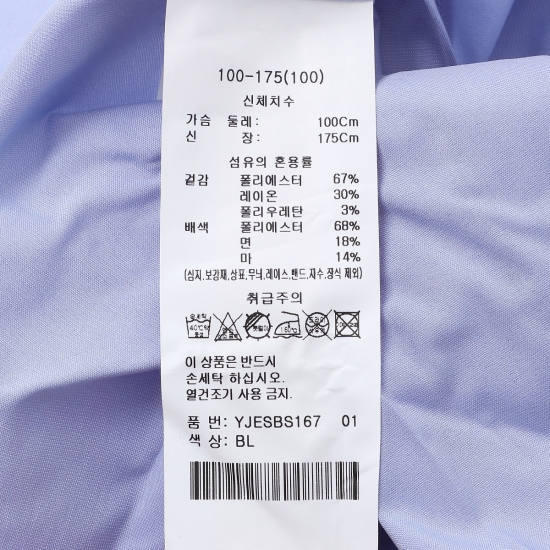 100-175(100)
신체치수
가슴 둘레: 100Cm
신 장: 175Cm
섬유의 혼용률
겉감 폴리에스터 67%
레이온 30%
폴리우레탄 3%
배색 폴리에스터 68%
면 18%
마 14%
(심지,보강재,상표,무늬,레이스,밴드,자수,장식 제외)
취급주의
40℃
160℃
이 상품은 반드시
손세탁 하십시오.
열건조기 사용 금지.
품 번: YJESBS167 01
색 상: BL